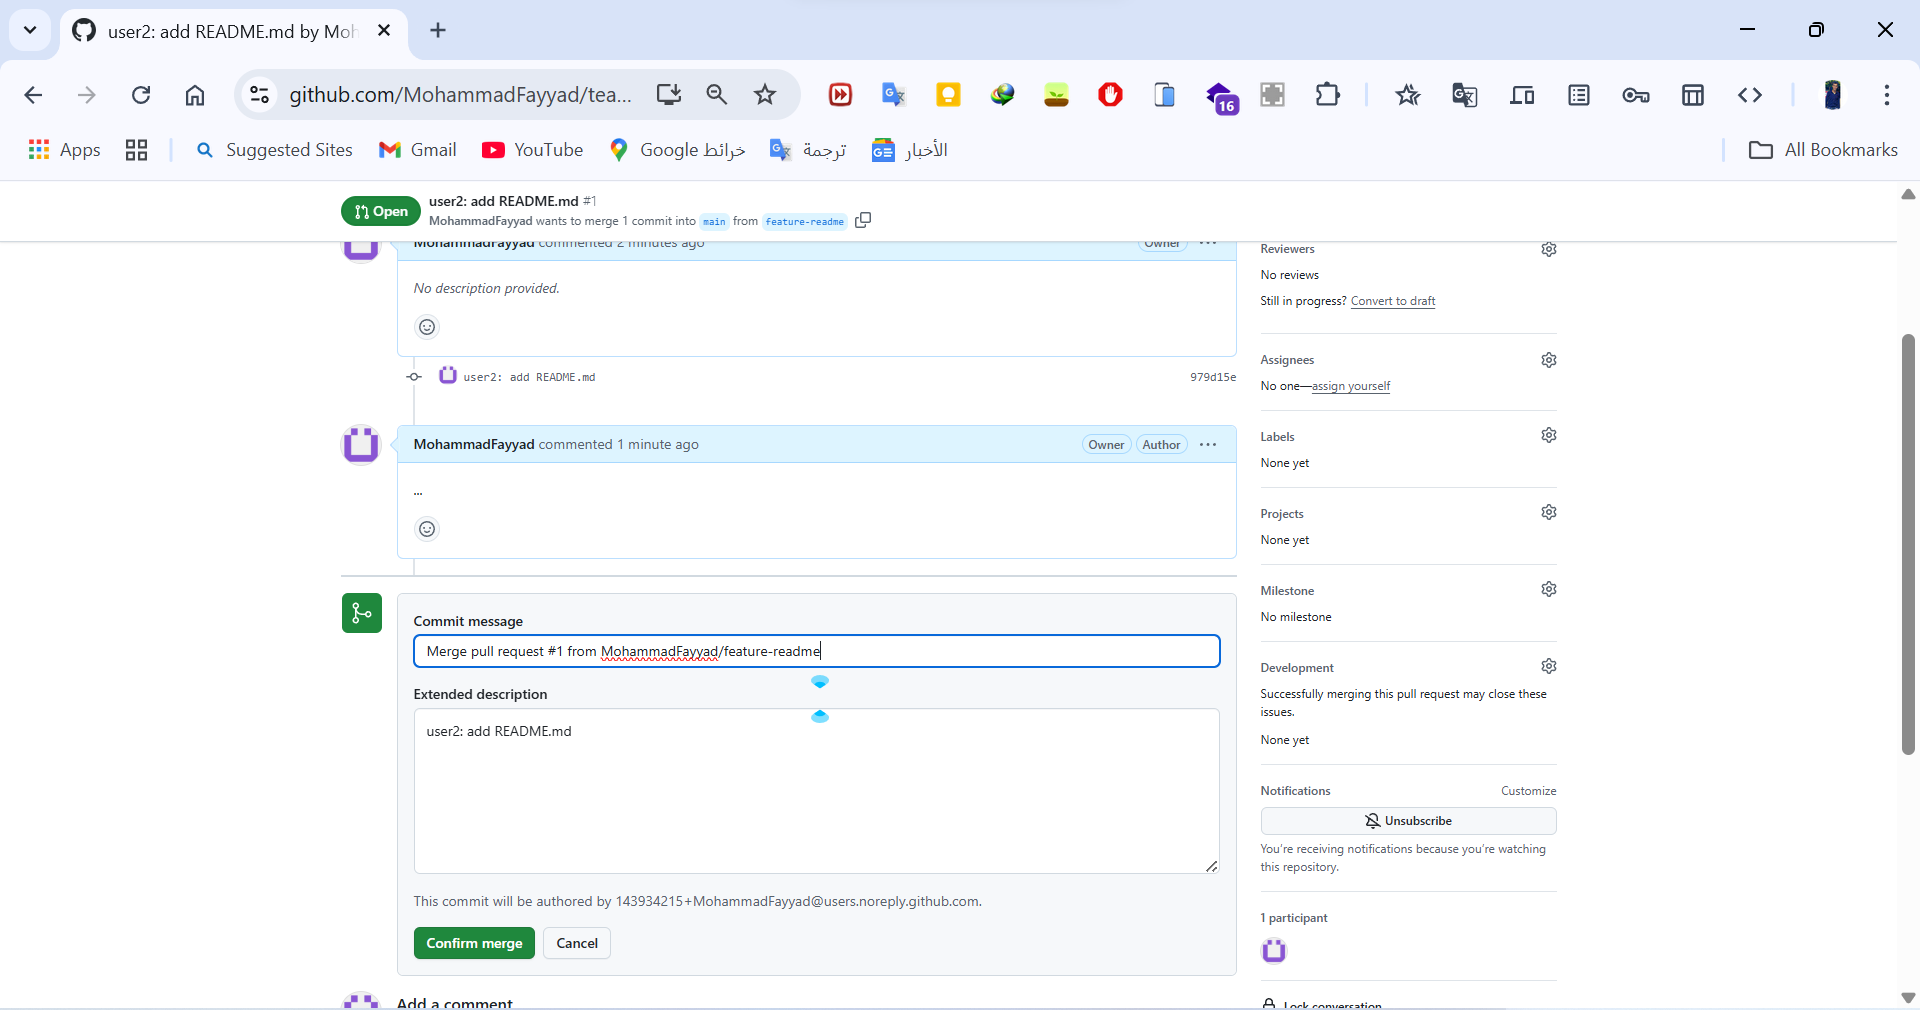 user2: add README.md by Moh
github.com/MohammadFayyad/tea...
16
Apps
Suggested Sites
Gmail
YouTube
خرائط Google
ترجمة
الأخبار
All Bookmarks
Open
user2: add README.md #1
MohammadFayyad wants to merge 1 commit into main from feature-readme
MohammadFayyad commented 2 minutes ago
Owner
No description provided.
user2: add README.md
979d15e
MohammadFayyad commented 1 minute ago
Owner
Author
...
Commit message
Merge pull request #1 from MohammadFayyad/feature-readme
Extended description
user2: add README.md
This commit will be authored by 143934215+MohammadFayyad@users.noreply.github.com.
Confirm merge
Cancel
Add a comment
Reviewers
No reviews
Still in progress? Convert to draft
Assignees
No one—assign yourself
Labels
None yet
Projects
None yet
Milestone
No milestone
Development
Successfully merging this pull request may close these
issues.
None yet
Notifications
Customize
Unsubscribe
You're receiving notifications because you're watching
this repository.
1 participant
Lock conversation